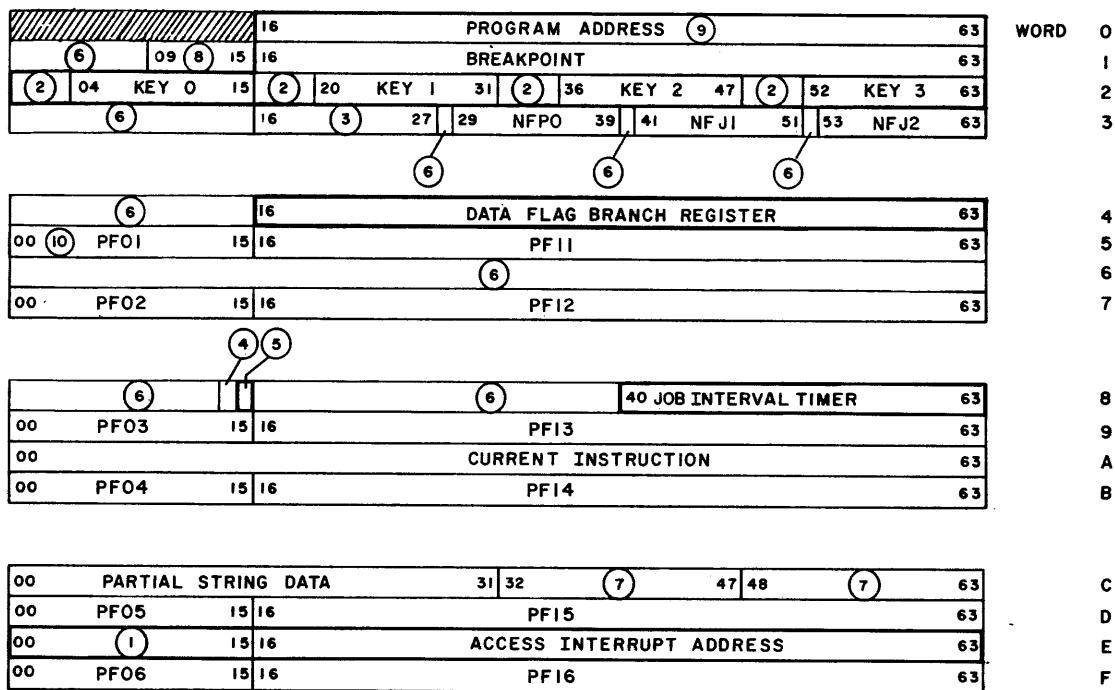 16 PROGRAM ADDRESS 9 63 WORD 0
6 09 8 15 16 BREAKPOINT 63 1
2 04 KEY 0 15 2 20 KEY 1 31 2 36 KEY 2 47 2 52 KEY 3 63 2
6 16 3 27 29 NFPO 39 41 NFJ1 51 53 NFJ2 63 3
6 6 6
6 16 DATA FLAG BRANCH REGISTER 63 4
00 10 PF01 15 16 PF11 63 5
6 6
00 PF02 15 16 PF12 63 7
4 5
6 6 40 JOB INTERVAL TIMER 63 8
00 PF03 15 16 PF13 63 9
00 CURRENT INSTRUCTION 63 A
00 PF04 15 16 PF14 63 B
00 PARTIAL STRING DATA 31 32 7 47 48 7 63 C
00 PF05 15 16 PF15 63 D
00 1 15 16 ACCESS INTERRUPT ADDRESS 63 E
00 PF06 15 16 PF16 63 F